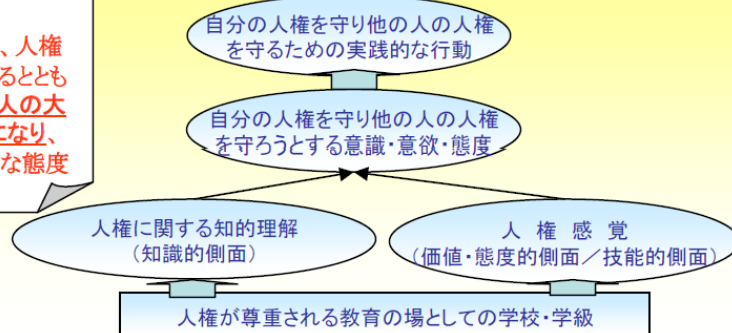 、人権
るととも
人の大
になり、
な態度
自分の人権を守り他の人の人権
を守るための実践的な行動
自分の人権を守り他の人の人権
を守ろうとする意識・意欲・態度
人権に関する知的理解
（知識的側面）
人 権 感 覚
（価値・態度的側面／技能的側面）
人権が尊重される教育の場としての学校・学級